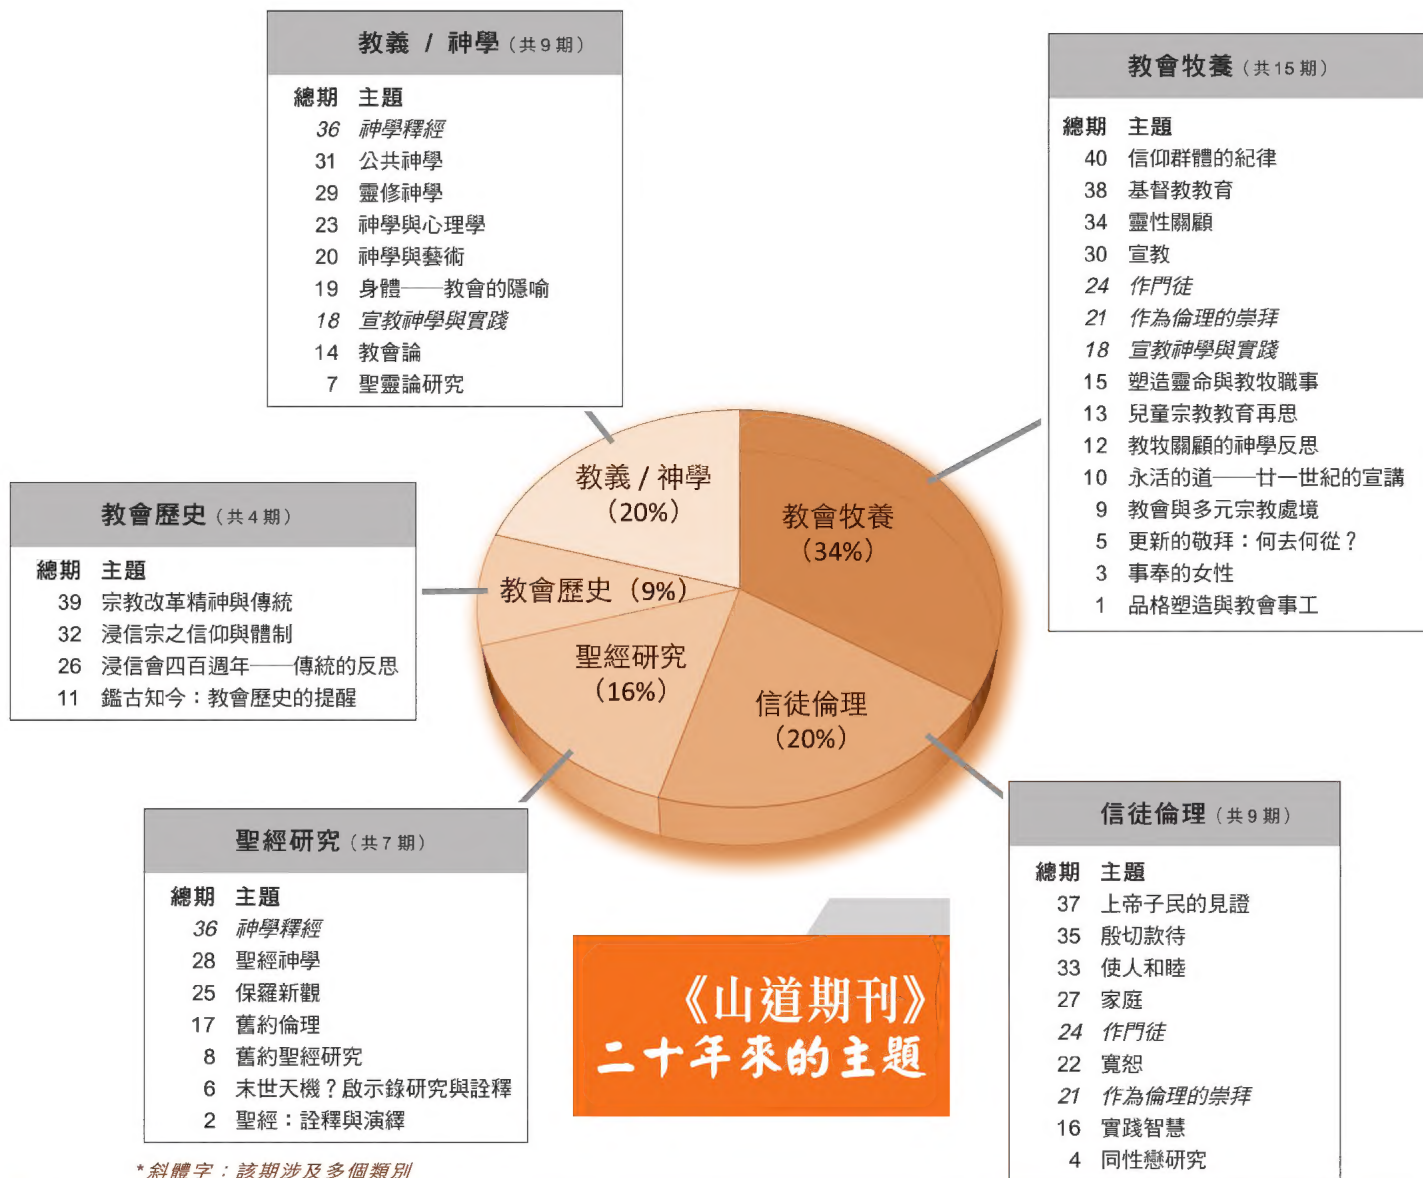 教義 / 神學（共9期）
總期 主題
36 神學釋經
31 公共神學
29 靈修神學
23 神學與心理學
20 神學與藝術
19 身體——教會的隱喻
18 宣教神學與實踐
14 教會論
7 聖靈論研究
教會牧養（共15期）
總期 主題
40 信仰群體的紀律
38 基督教教育
34 靈性關顧
30 宣教
24 作門徒
21 作為倫理的崇拜
18 宣教神學與實踐
15 塑造靈命與教牧職事
13 兒童宗教教育再思
12 教牧關顧的神學反思
10 永活的道——廿一世紀的宣講
9 教會與多元宗教處境
5 更新的敬拜：何去何從？
3 事奉的女性
1 品格塑造與教會事工
教義 / 神學
（20%）
教會牧養
（34%）
教會歷史（9%）
聖經研究
（16%）
信徒倫理
（20%）
教會歷史（共4期）
總期 主題
39 宗教改革精神與傳統
32 浸信宗之信仰與體制
26 浸信會四百週年——傳統的反思
11 鑑古知今：教會歷史的提醒
聖經研究（共7期）
總期 主題
36 神學釋經
28 聖經神學
25 保羅新觀
17 舊約倫理
8 舊約聖經研究
6 末世天機？啟示錄研究與詮釋
2 聖經：詮釋與演繹
*斜體字：該期涉及多個類別
《山道期刊》
二十年來的主題
信徒倫理（共9期）
總期 主題
37 上帝子民的見證
35 殷切款待
33 使人和睦
27 家庭
24 作門徒
22 寬恕
21 作為倫理的崇拜
16 實踐智慧
4 同性戀研究